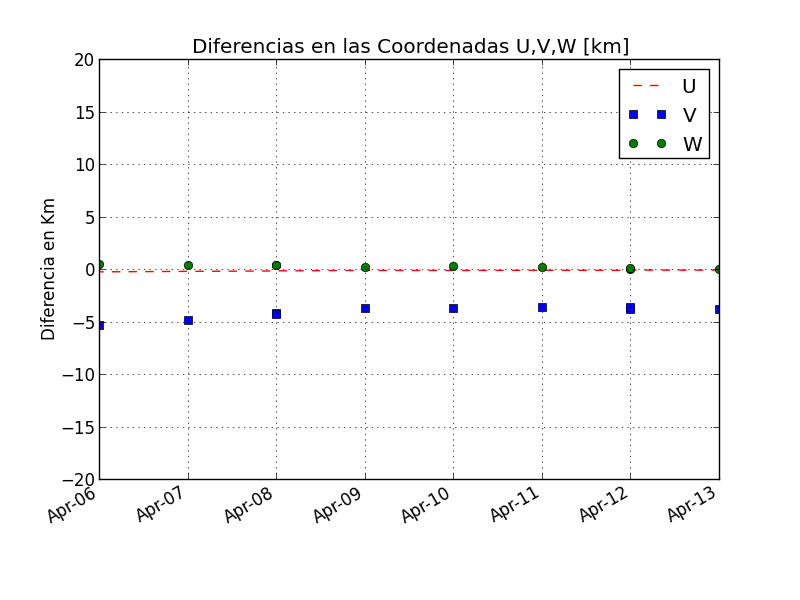 Diferencias en las Coordenadas U,V,W [km]
U
V
W
Diferencia en Km
20
15
10
5
0
−5
−10
−15
−20
Apr-06
Apr-07
Apr-08
Apr-09
Apr-10
Apr-11
Apr-12
Apr-13